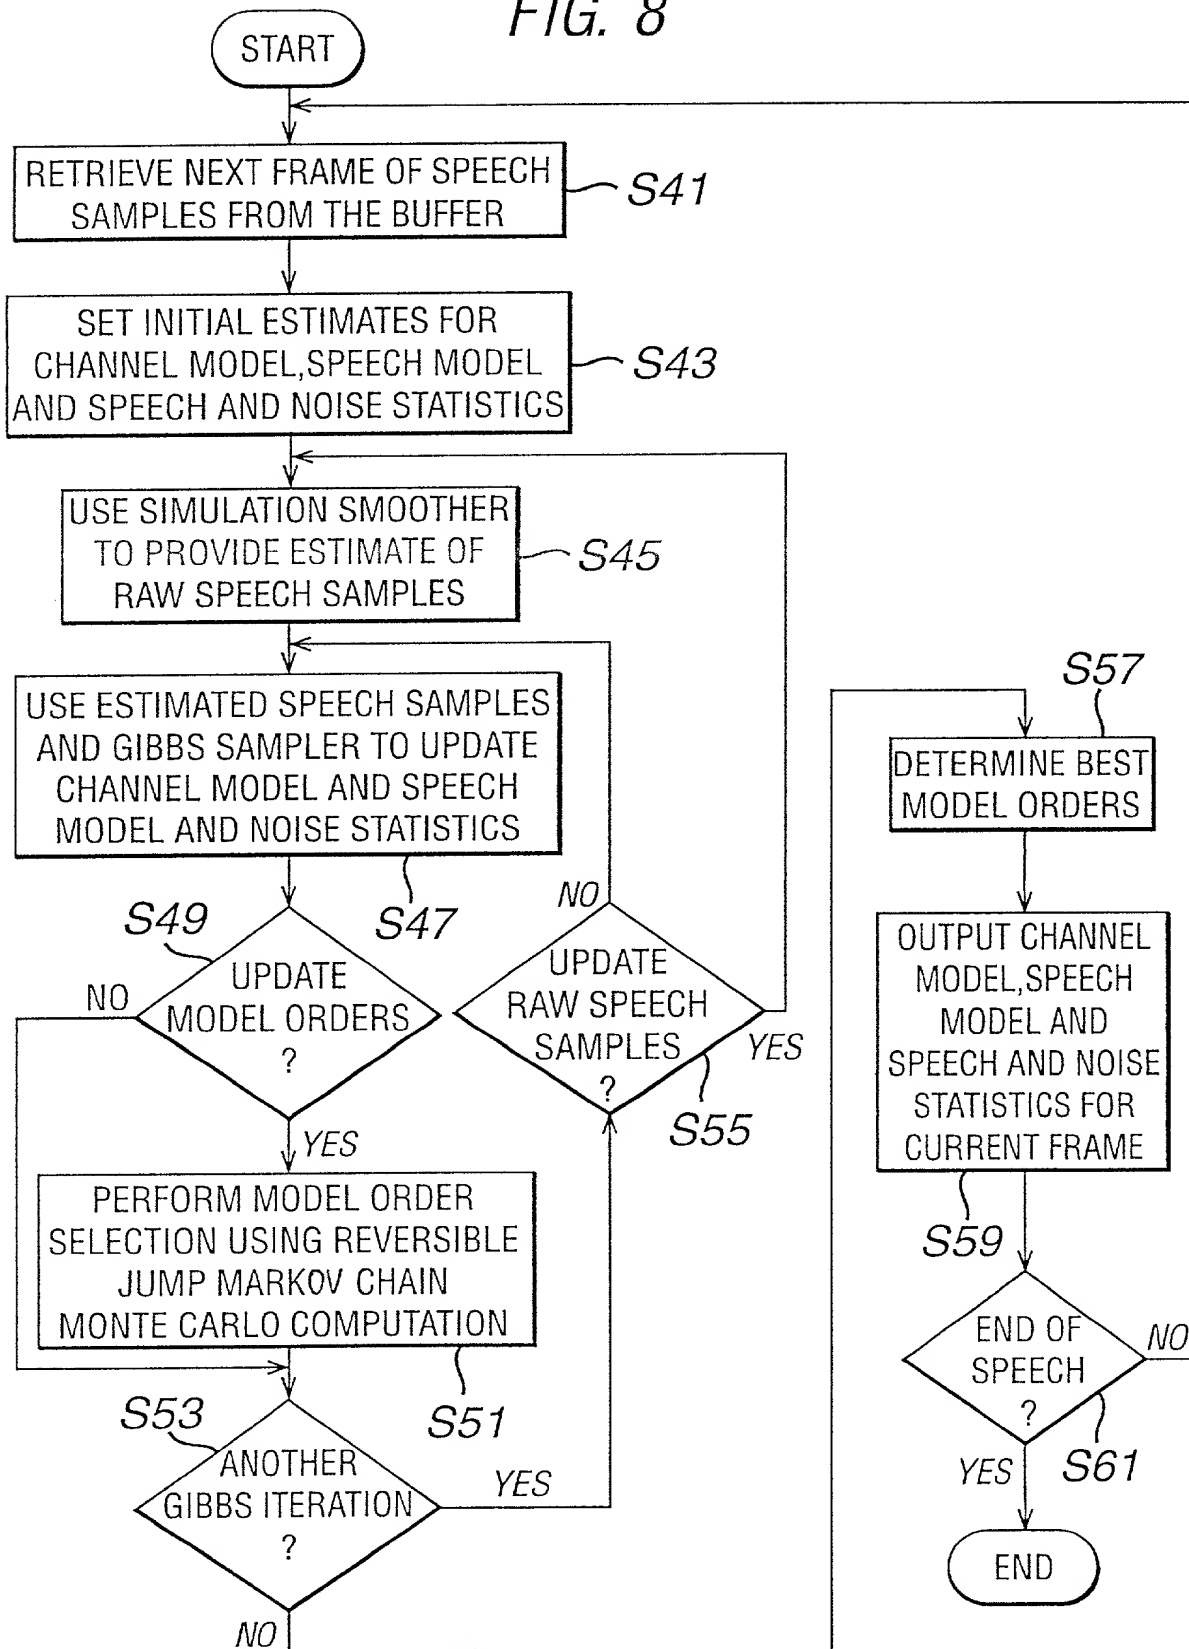 FIG. 8
START
RETRIEVE NEXT FRAME OF SPEECH
SAMPLES FROM THE BUFFER
S41
SET INITIAL ESTIMATES FOR
CHANNEL MODEL,SPEECH MODEL
AND SPEECH AND NOISE STATISTICS
S43
USE SIMULATION SMOOTHER
TO PROVIDE ESTIMATE OF
RAW SPEECH SAMPLES
S45
USE ESTIMATED SPEECH SAMPLES
AND GIBBS SAMPLER TO UPDATE
CHANNEL MODEL AND SPEECH
MODEL AND NOISE STATISTICS
S47
S49
UPDATE
MODEL ORDERS
?
NO
YES
PERFORM MODEL ORDER
SELECTION USING REVERSIBLE
JUMP MARKOV CHAIN
MONTE CARLO COMPUTATION
S51
S53
ANOTHER
GIBBS ITERATION
?
YES
NO
NO
UPDATE
RAW SPEECH
SAMPLES
?
YES
S55
S57
DETERMINE BEST
MODEL ORDERS
OUTPUT CHANNEL
MODEL,SPEECH
MODEL AND
SPEECH AND NOISE
STATISTICS FOR
CURRENT FRAME
S59
END OF
SPEECH
?
NO
S61
YES
END